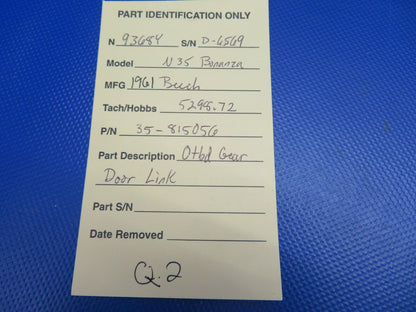 PART IDENTIFICATION ONLY
N 9368Y S/N D-6569
Model N35 Bonanza
MFG 1961 Beech
Tach/Hobbs 5298.72
P/N 35-815056
Part Description Otbd Gear
Door Link
Part S/N
Date Removed
Q.2